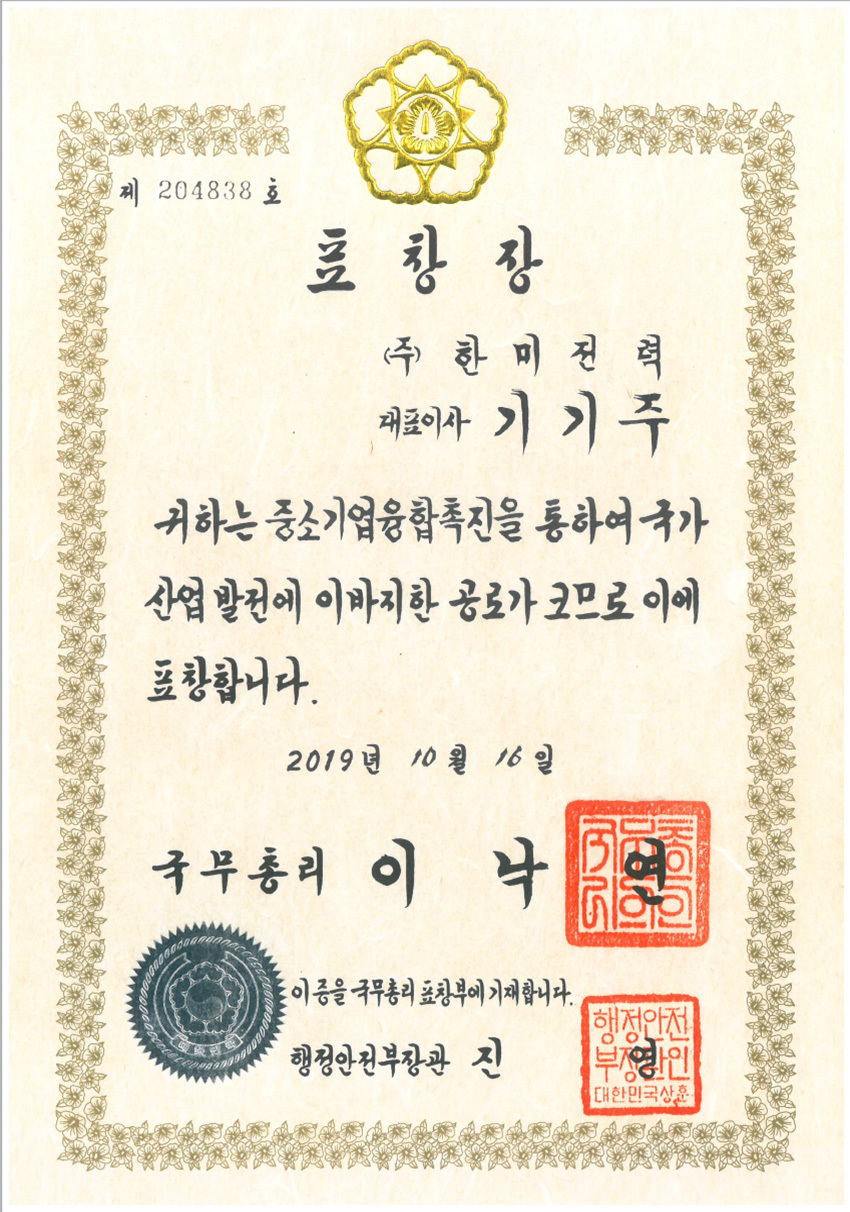 제 204838 호
표 창 장
(주) 한 미 전 력
대표이사 기 기 주
귀하는 중소기업융합촉진을 통하여 국가
산업 발전에 이바지한 공로가 크므로 이에
표창합니다.
2019년 10월 16일
국무총리 이 낙 연
이 증을 국무총리 표창부에 기재합니다.
행정안전부장관 진 영
행정안전
부장관인
대한민국상훈